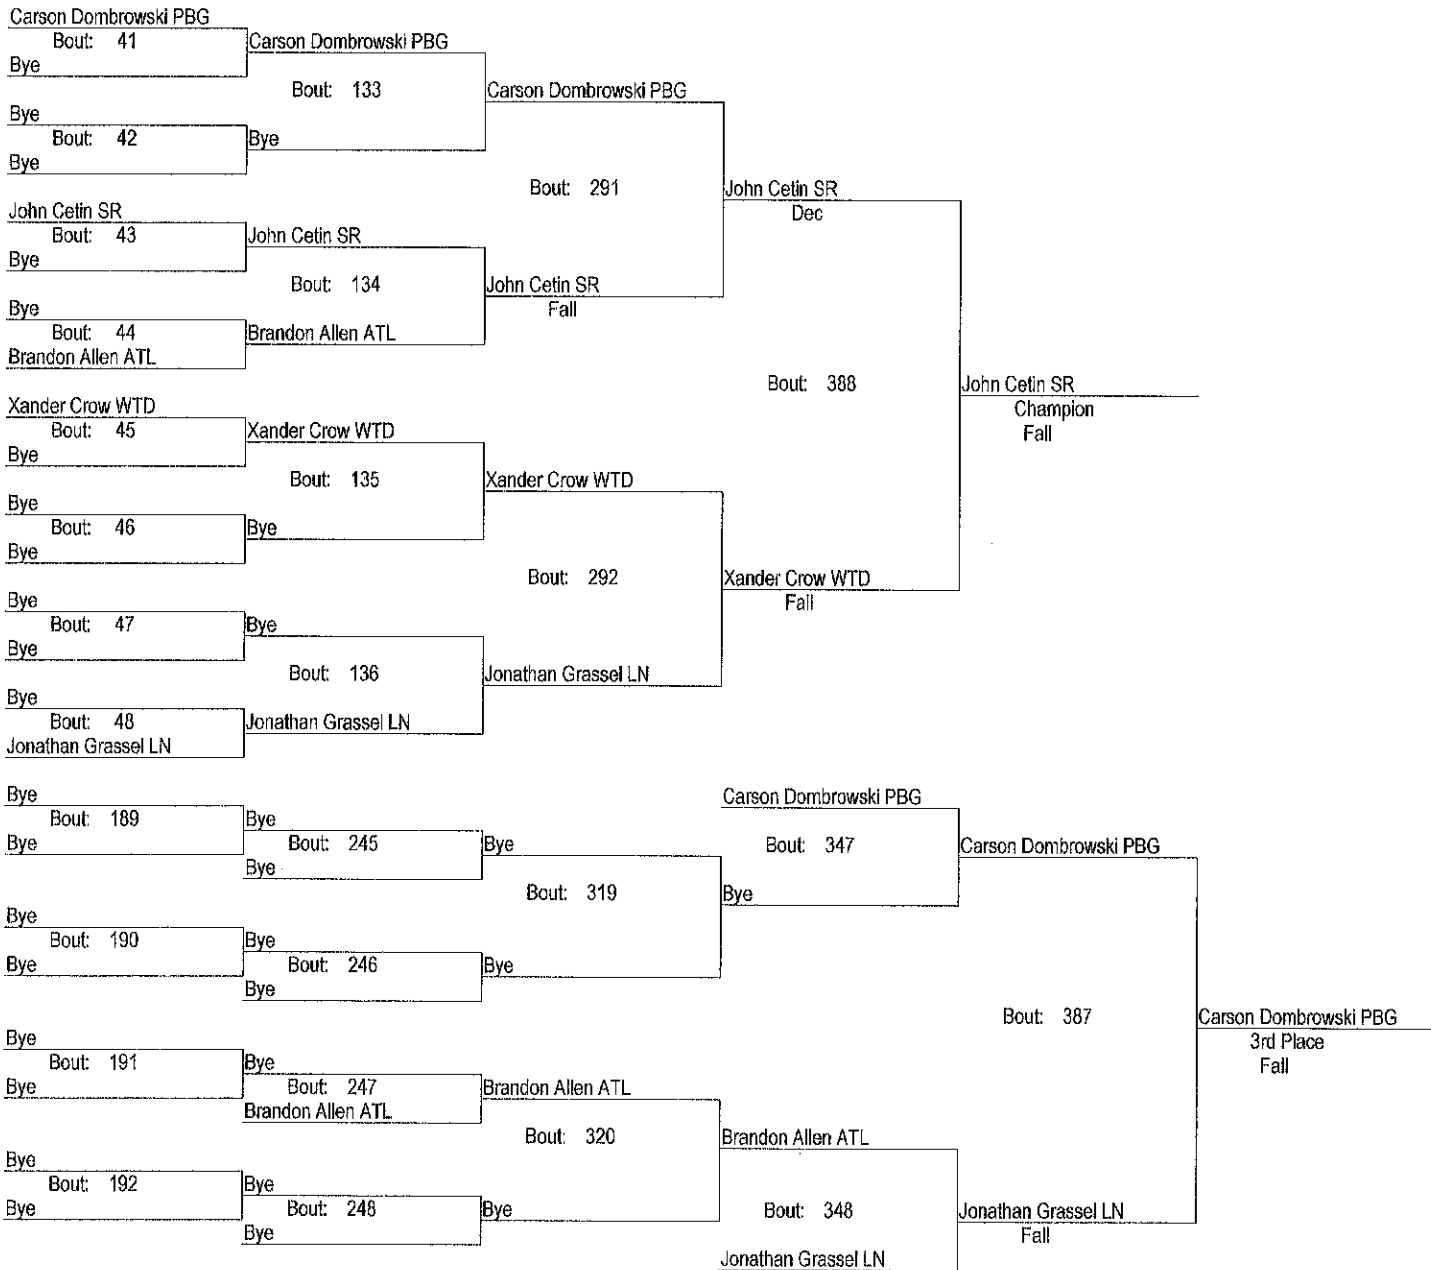 Carson Dombrowski PBG
Bout: 41
Bye
Carson Dombrowski PBG
Bout: 133
Carson Dombrowski PBG
Bye
Bout: 42
Bye
Bye
Bout: 291
John Cetin SR
Dec
John Cetin SR
Bout: 43
Bye
John Cetin SR
Bout: 134
John Cetin SR
Fall
Bye
Bout: 44
Brandon Allen ATL
Brandon Allen ATL
Bout: 388
John Cetin SR
Champion
Fall
Xander Crow WTD
Bout: 45
Bye
Xander Crow WTD
Bout: 135
Xander Crow WTD
Bye
Bout: 46
Bye
Bye
Bout: 292
Xander Crow WTD
Fall
Bye
Bout: 47
Bye
Bye
Bout: 136
Jonathan Grassel LN
Bye
Bout: 48
Jonathan Grassel LN
Jonathan Grassel LN
Bye
Bout: 189
Bye
Bye
Bout: 245
Bye
Bye
Bout: 319
Bye
Carson Dombrowski PBG
Bout: 347
Carson Dombrowski PBG
Bye
Bout: 190
Bye
Bye
Bout: 246
Bye
Bye
Bout: 387
Carson Dombrowski PBG
3rd Place
Fall
Bye
Bout: 191
Bye
Bye
Bout: 247
Brandon Allen ATL
Brandon Allen ATL
Bout: 320
Brandon Allen ATL
Bye
Bout: 192
Bye
Bye
Bout: 248
Bye
Bye
Bout: 348
Jonathan Grassel LN
Jonathan Grassel LN
Fall